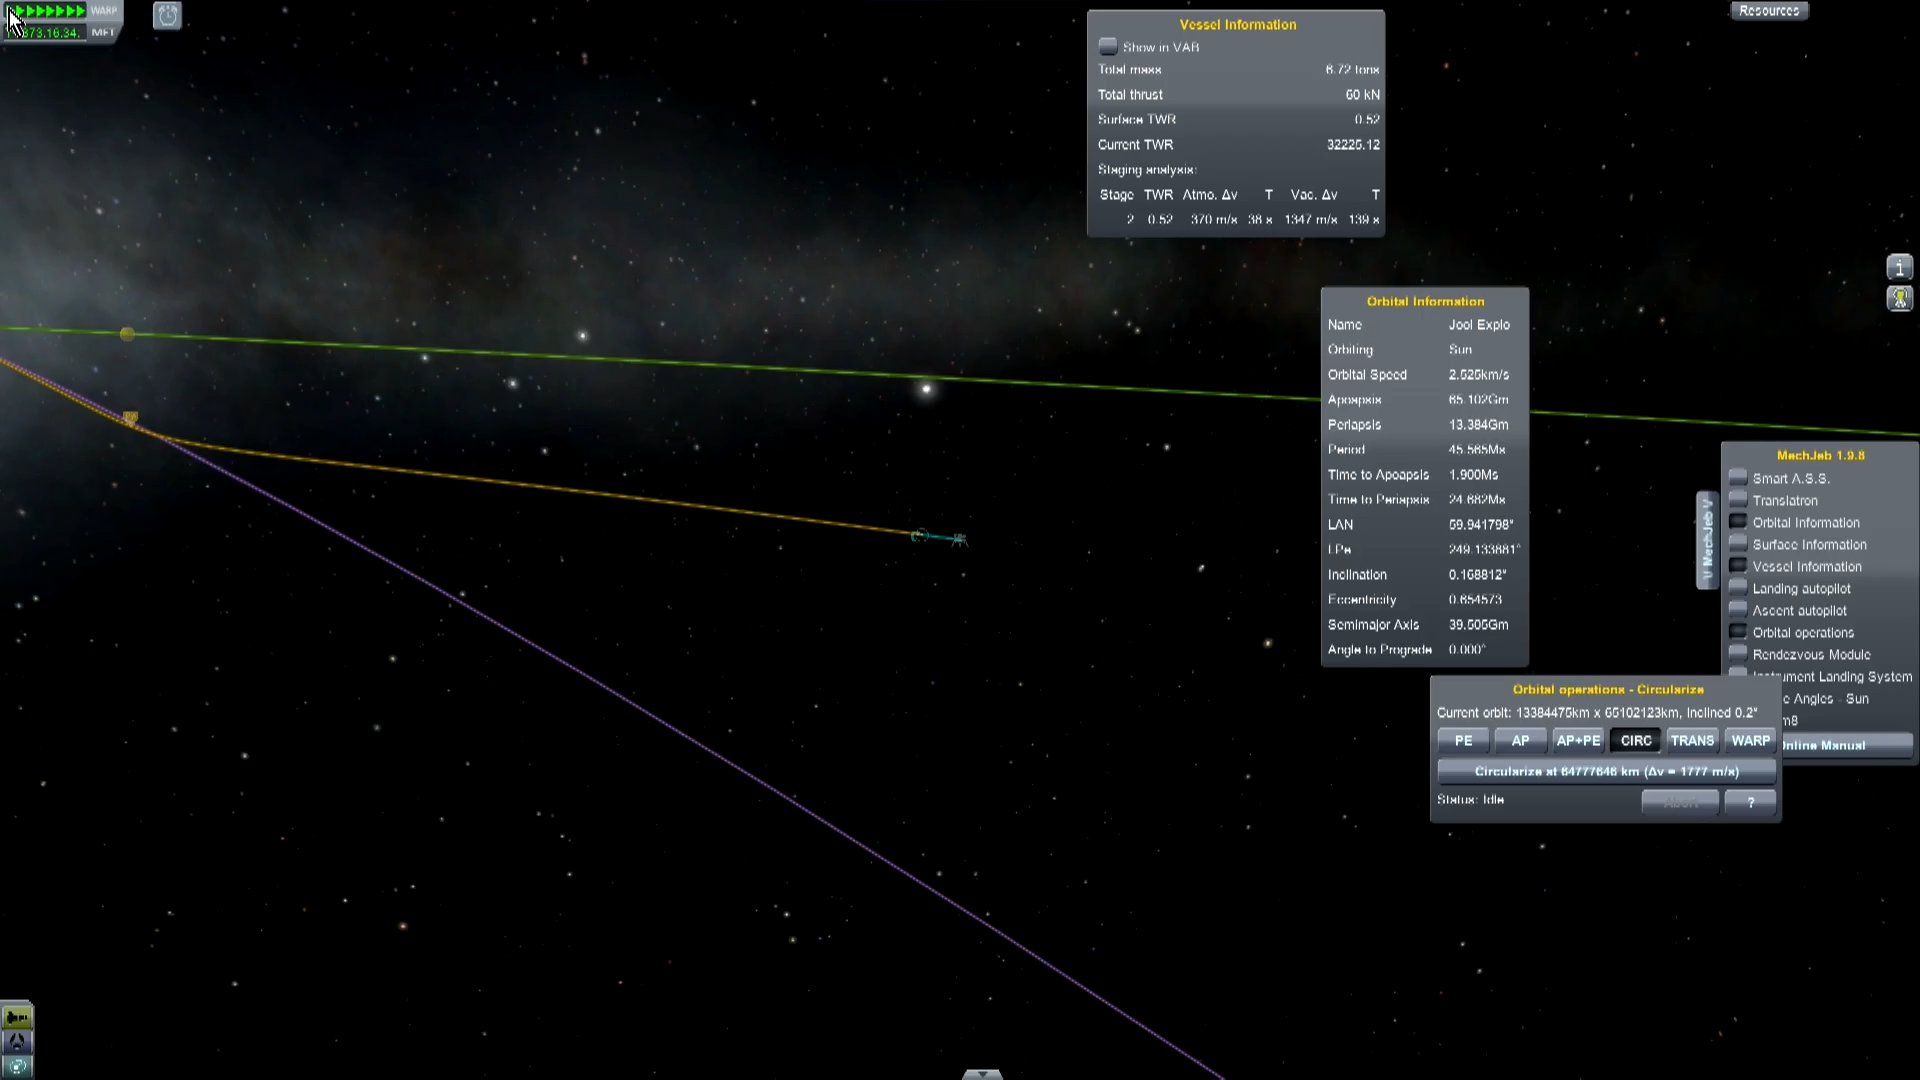 WARP
MET
Resources
Vessel Information
Show in VAB
Total mass 6.72 tons
Total thrust 60 kN
Surface TWR 0.52
Current TWR 32225.12
Staging analysis:
Stage TWR Atmo. Δv T Vac. Δv T
2 0.52 370 m/s 38 s 1347 m/s 139 s
Orbital Information
Name Jool Explo
Orbiting Sun
Orbital Speed 2.525km/s
Apoapsis 65.102Gm
Periapsis 13.384Gm
Period 45.565Ms
Time to Apoapsis 1.900Ms
Time to Periapsis 24.682Ms
LAN 59.941798°
LPe 249.133881°
Inclination 0.168812°
Eccentricity 0.654573
Semimajor Axis 39.505Gm
Angle to Prograde 0.000°
V MechJeb V
MechJeb 1.9.8
Smart A.S.S.
Translatron
Orbital Information
Surface Information
Vessel Information
Landing autopilot
Ascent autopilot
Orbital operations
Rendezvous Module
Landing System
Angles - Sun
Manual
Orbital operations - Circularize
Current orbit: 13384475km x 65102123km, inclined 0.2°
PE AP AP+PE CIRC TRANS WARP
Circularize at 64777646 km (Δv = 1777 m/s)
Status: Idle
Abort ?